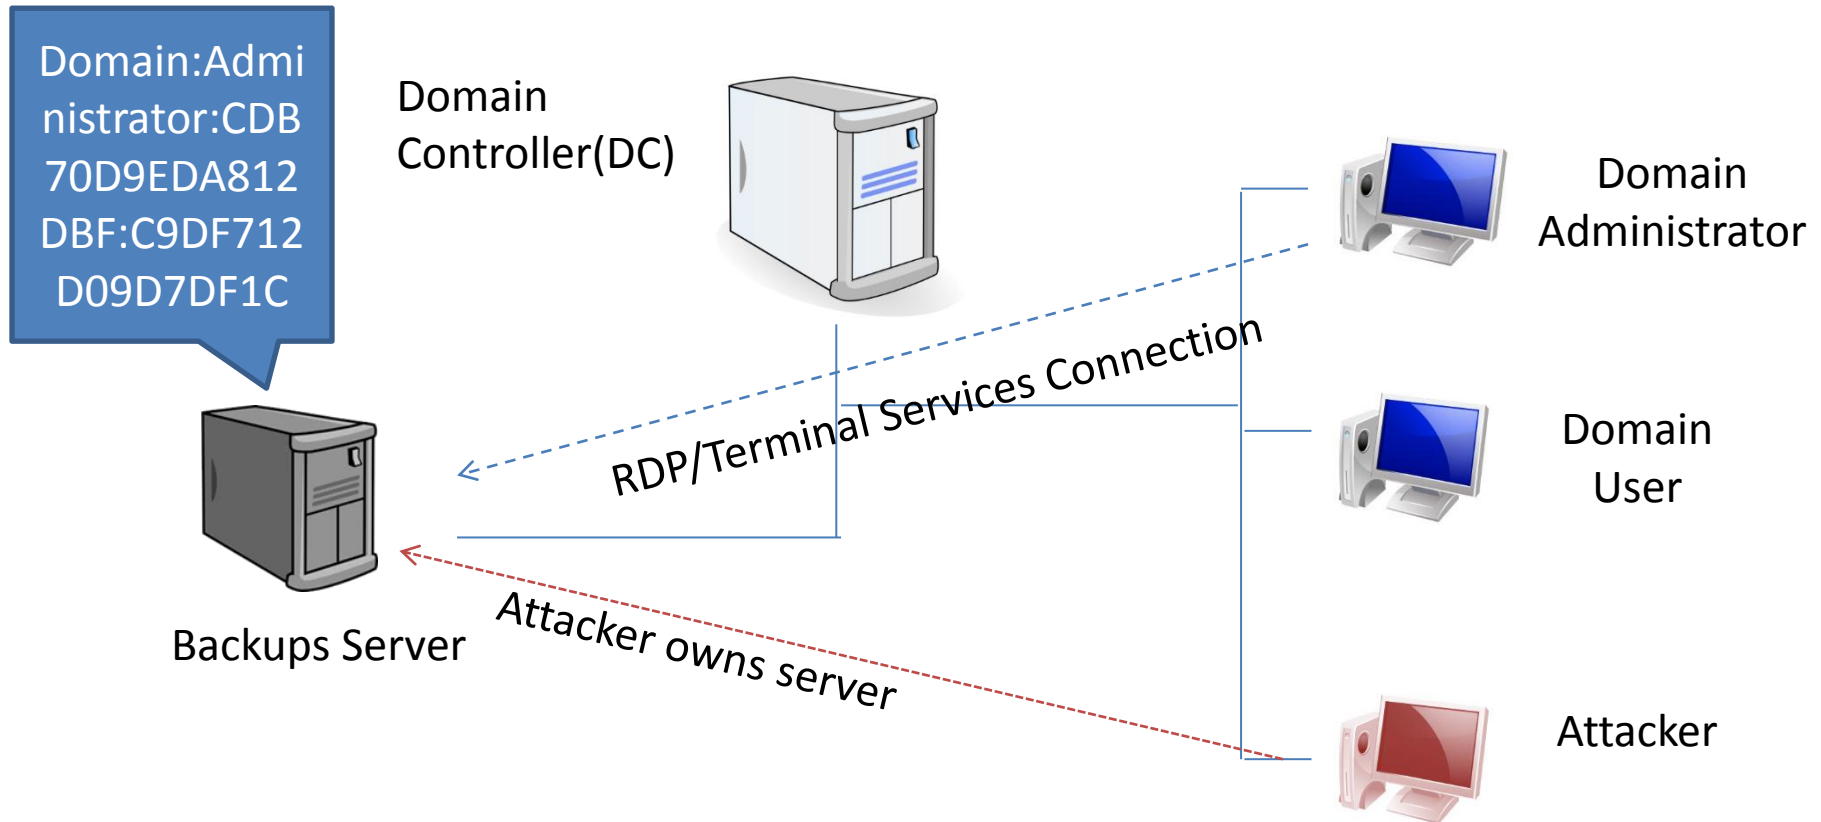 Domain:Admi
nistrator:CDB
70D9EDA812
DBF:C9DF712
D09D7DF1C
Domain
Controller(DC)
Domain
Administrator
RDP/Terminal Services Connection
Domain
User
Backups Server
Attacker owns server
Attacker